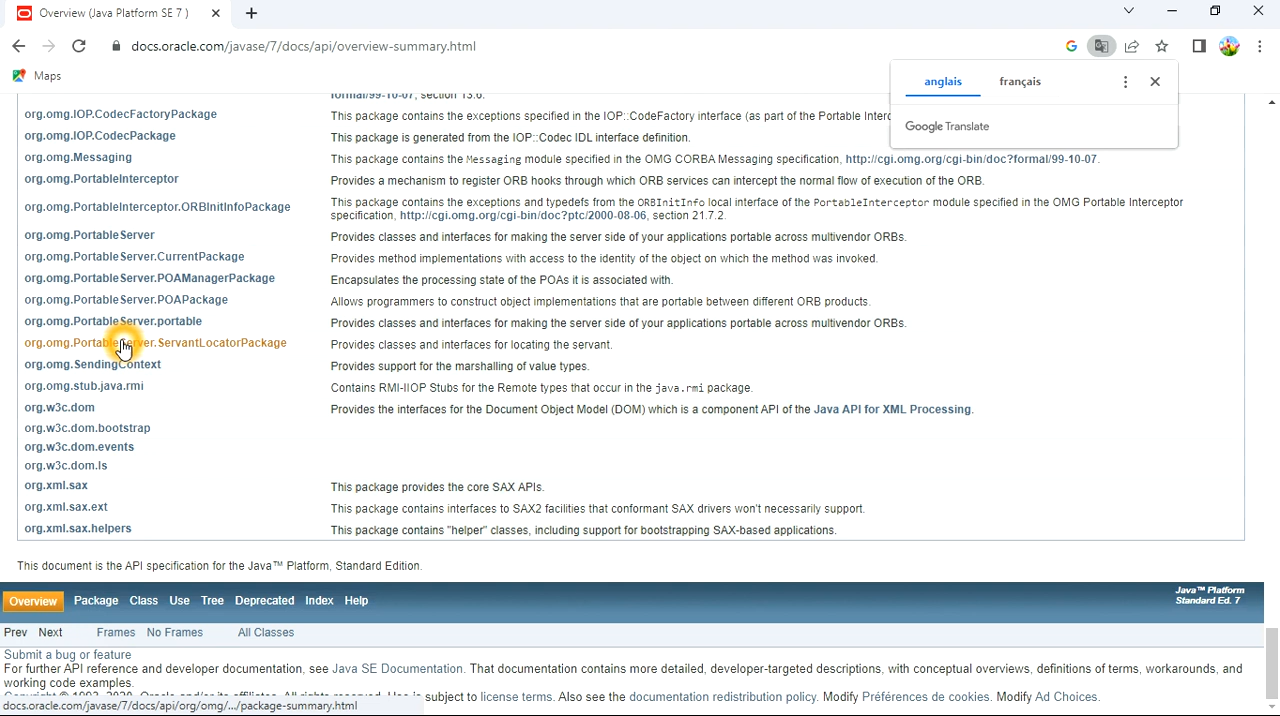 Overview (Java Platform SE 7 )
docs.oracle.com/javase/7/docs/api/overview-summary.html
Maps
anglais français
Google Translate
formal/99-10-07, section 13.8.
org.omg.IOP.CodecFactoryPackage This package contains the exceptions specified in the IOP::CodeFactory interface (as part of the Portable
org.omg.IOP.CodecPackage This package is generated from the IOP::Codec IDL interface definition.
org.omg.Messaging This package contains the Messaging module specified in the OMG CORBA Messaging specification, http://cgi.omg.org/cgi-bin/doc?formal/99-10-07.
org.omg.PortableInterceptor Provides a mechanism to register ORB hooks through which ORB services can intercept the normal flow of execution of the ORB.
org.omg.PortableInterceptor.ORBInitInfoPackage This package contains the exceptions and typedefs from the ORBInitInfo local interface of the PortableInterceptor module specified in the OMG Portable Interceptor
specification, http://cgi.omg.org/cgi-bin/doc?ptc/2000-08-06, section 21.7.2.
org.omg.PortableServer Provides classes and interfaces for making the server side of your applications portable across multivendor ORBs.
org.omg.PortableServer.CurrentPackage Provides method implementations with access to the identity of the object on which the method was invoked.
org.omg.PortableServer.POAManagerPackage Encapsulates the processing state of the POAs it is associated with.
org.omg.PortableServer.POAPackage Allows programmers to construct object implementations that are portable between different ORB products.
org.omg.PortableServer.portable Provides classes and interfaces for making the server side of your applications portable across multivendor ORBs.
org.omg.PortableServer.ServantLocatorPackage Provides classes and interfaces for locating the servant.
org.omg.SendingContext Provides support for the marshalling of value types.
org.omg.stub.java.rmi Contains RMI-IIOP Stubs for the Remote types that occur in the java.rmi package.
org.w3c.dom Provides the interfaces for the Document Object Model (DOM) which is a component API of the Java API for XML Processing.
org.w3c.dom.bootstrap
org.w3c.dom.events
org.w3c.dom.ls
org.xml.sax This package provides the core SAX APIs.
org.xml.sax.ext This package contains interfaces to SAX2 facilities that conformant SAX drivers won't necessarily support.
org.xml.sax.helpers This package contains "helper" classes, including support for bootstrapping SAX-based applications.
This document is the API specification for the Java™ Platform, Standard Edition.
Overview Package Class Use Tree Deprecated Index Help
Java™ Platform
Standard Ed. 7
Prev Next Frames No Frames All Classes
Submit a bug or feature
For further API reference and developer documentation, see Java SE Documentation. That documentation contains more detailed, developer-targeted descriptions, with conceptual overviews, definitions of terms, workarounds, and
working code examples.
subject to license terms. Also see the documentation redistribution policy. Modify Préférences de cookies. Modify Ad Choices.
docs.oracle.com/javase/7/docs/api/org/omg/.../package-summary.html